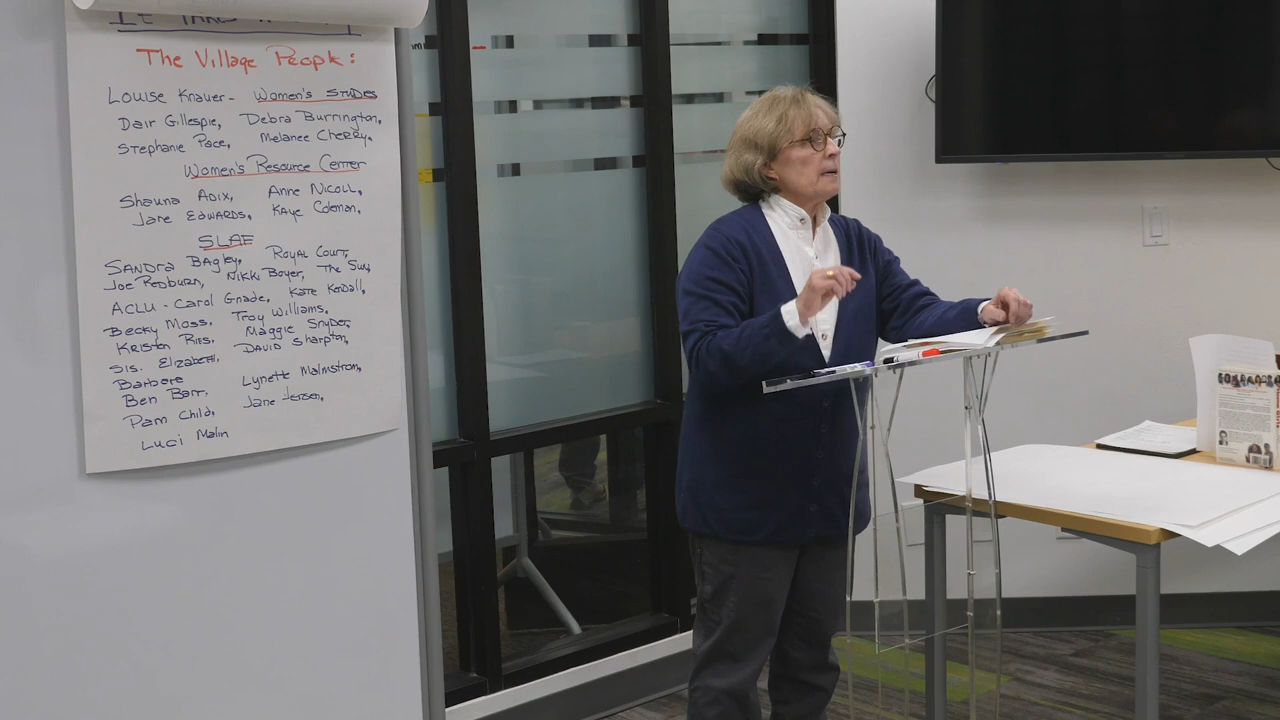 The Village People:
Louise Knauer- Women's Studies
Dair Gillespie, Debra Burrington,
Stephanie Pace, Melanee Cherry,
Women's Resource Center
Shauna Adix, Anne Nicoll,
Jane Edwards, Kaye Coleman,
SLAF
Sandra Bagley, Royal Court,
Joe Redburn, Nikki Boyer, The Sun,
ACLU - Carol Gnade, Kate Kendall,
Becky Moss, Troy Williams,
Kristen Ries, Maggie Snyder,
Sis. Elizabeth, David Sharpton,
Barbara
Ben Barr, Lynette Malmstrom,
Pam Child, Jane Jensen,
Luci Malin